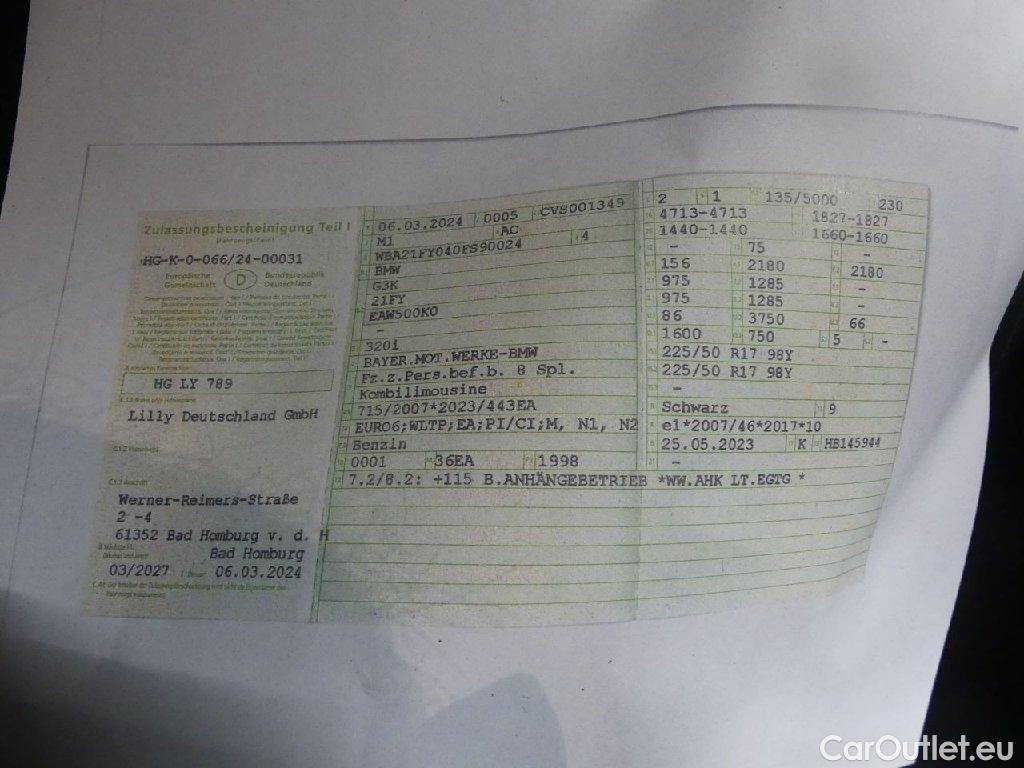 Zulassungsbescheinigung Teil I
(Fahrzeugschein)
HG-K-0-066/24-00031
Europäische Gemeinschaft
D
Bundesrepublik Deutschland
HG LY 789
Lilly Deutschland GmbH
Werner-Reimers-Straße
2 -4
61352 Bad Homburg v. d. H
Bad Homburg
03/2027
06.03.2024
06.03.2024 0005 CVS001349
M1 AC
WBA21FY040FS90024 4
BMW
G3K
21FY
EAW500K0
-
320i
BAYER.MOT.WERKE-BMW
Fz.z.Pers.bef.b. 8 Spl.
Kombilimousine
715/2007*2023/443EA
EURO6;WLTP;EA;PI/CI;M, N1, N2
Benzin
0001 36EA 1998
7.2/8.2: +115 B.ANHÄNGEBETRIEB *WW.AHK LT.EGTG *
2 1 135/5000 230
4713-4713 1827-1827
1440-1440 1660-1660
- 75
156 2180 2180
975 1285 -
975 1285 -
86 3750 66
1600 750 5 -
225/50 R17 98Y
225/50 R17 98Y
-
Schwarz 9
e1*2007/46*2017*10
25.05.2023 K HB145944
-
CarOutlet.eu